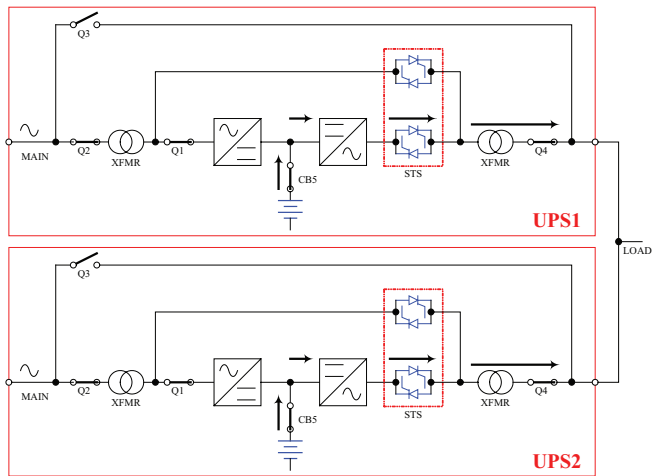 Q3
MAIN
Q2
XFMR
Q1
CB5
STS
XFMR
Q4
UPS1
LOAD
Q3
MAIN
Q2
XFMR
Q1
CB5
STS
XFMR
Q4
UPS2